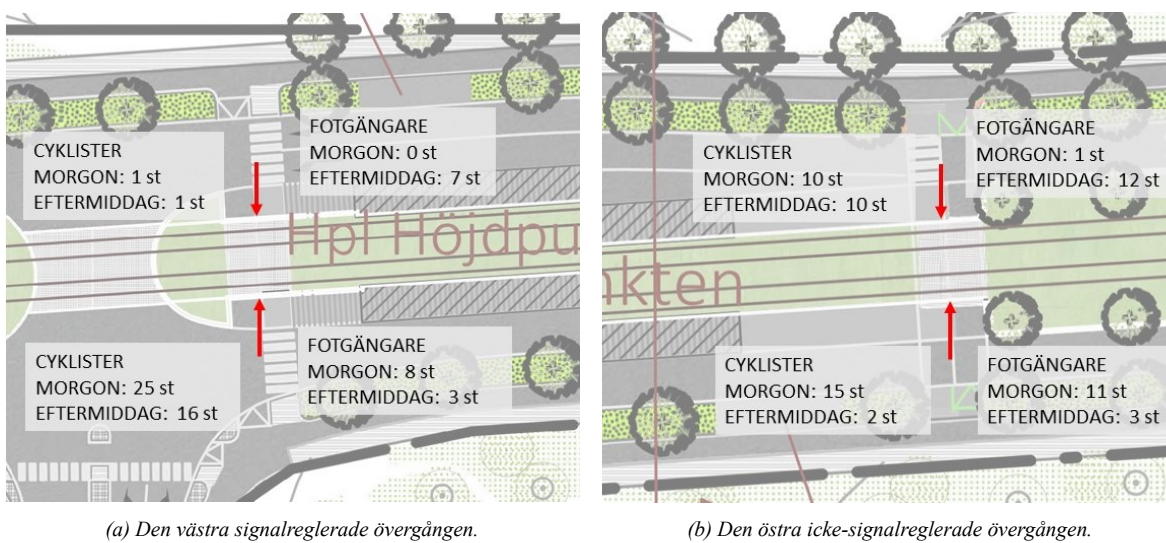 CYKLISTER
MORGON: 1 st
EFTERMIDDAG: 1 st
FOTGÄNGARE
MORGON: 0 st
EFTERMIDDAG: 7 st
Hpl Höjdpu
CYKLISTER
MORGON: 25 st
EFTERMIDDAG: 16 st
FOTGÄNGARE
MORGON: 8 st
EFTERMIDDAG: 3 st
(a) Den västra signalreglerade övergången.
CYKLISTER
MORGON: 10 st
EFTERMIDDAG: 10 st
FOTGÄNGARE
MORGON: 1 st
EFTERMIDDAG: 12 st
nkten
CYKLISTER
MORGON: 15 st
EFTERMIDDAG: 2 st
FOTGÄNGARE
MORGON: 11 st
EFTERMIDDAG: 3 st
(b) Den östra icke-signalreglerade övergången.